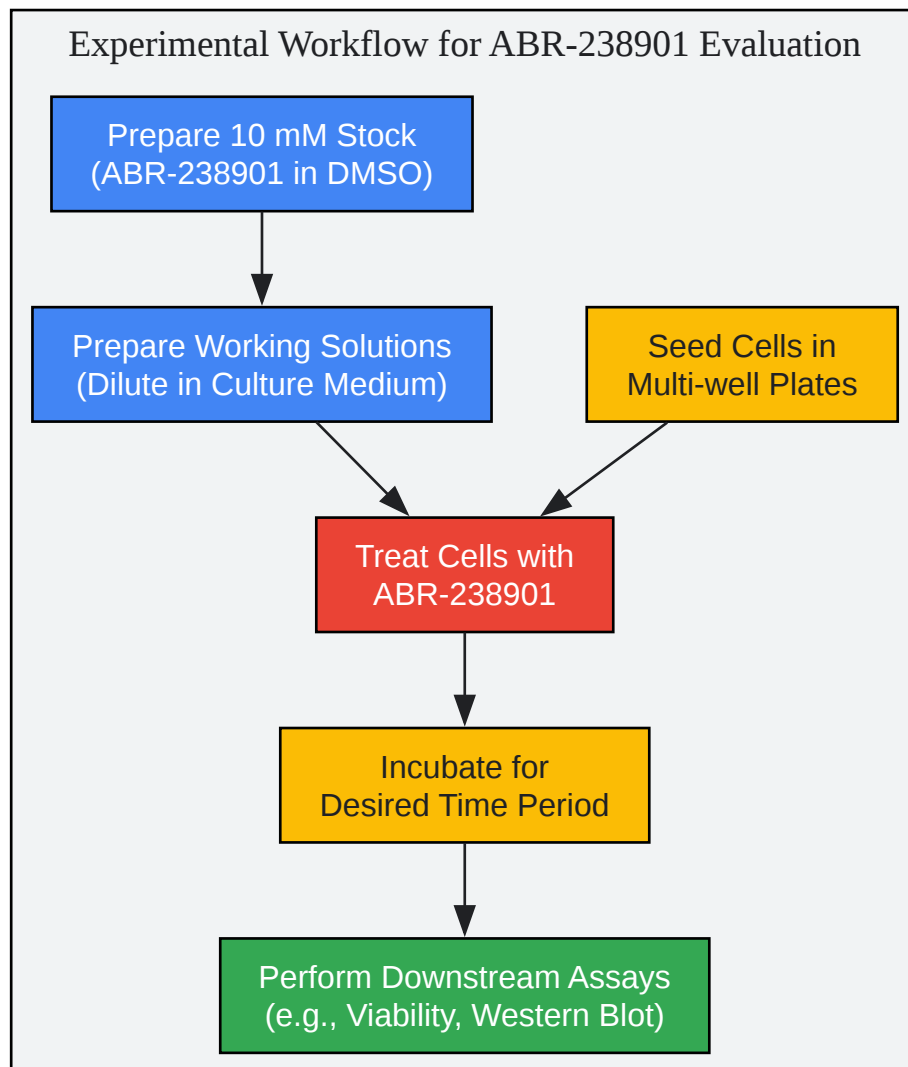 Experimental Workflow for ABR-238901 Evaluation
Prepare 10 mM Stock
(ABR-238901 in DMSO)
Prepare Working Solutions
(Dilute in Culture Medium)
Seed Cells in
Multi-well Plates
Treat Cells with
ABR-238901
Incubate for
Desired Time Period
Perform Downstream Assays
(e.g., Viability, Western Blot)